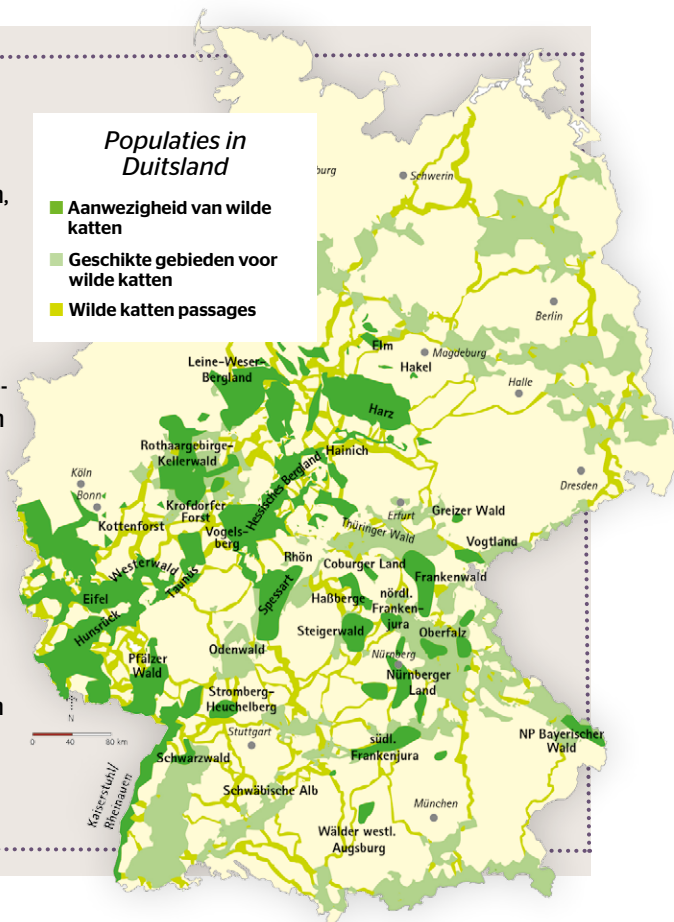 Populaties in
Duitsland
Aanwezigheid van wilde
katten
Geschikte gebieden voor
wilde katten
Wilde katten passages
n,
-
n
n
burg
Schwerin
Berlin
Elm
Magdeburg
Hakel
Halle
Leine-Weser-
Bergland
Harz
Rothaargebirge-
Kellerwald
Hainich
Hessisches Bergland
Köln
Bonn
Dresden
Krofdorfer
Forst
Kottenforst
Vogels-
berg
Erfurt
Greizer Wald
Thüringer Wald
Vogtland
Westerwald
Taunus
Rhön
Coburger Land
Frankenwald
Eifel
Spessart
Haßberge
nördl.
Franken-
jura
Hunsrück
Steigerwald
Oberfalz
Odenwald
Nürnberg
Pfälzer
Wald
Nürnberger
Land
Stromberg-
Heuchelberg
N
0 40 80 km
Stuttgart
südl.
Frankenjura
NP Bayerischer
Wald
Schwarzwald
Kaiserstuhl/
Rheinauen
Schwäbische Alb
München
Wälder westl.
Augsburg